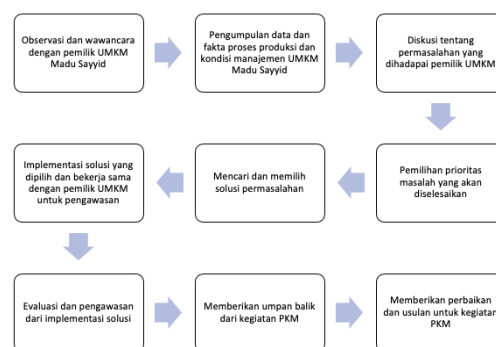 Observasi dan wawancara
dengan pemilik UMKM
Madu Sayyid
Pengumpulan data dan
fakta proses produksi dan
kondisi manajemen UMKM
Madu Sayyid
Diskusi tentang
permasalahan yang
dihadapai pemilik UMKM
Pemilihan prioritas
masalah yang akan
diselesaikan
Mencari dan memilih
solusi permasalahan
Implementasi solusi yang
dipilih dan bekerja sama
dengan pemilik UMKM
untuk pengawasan
Evaluasi dan pengawasan
dari implementasi solusi
Memberikan umpan balik
dari kegiatan PKM
Memberikan perbaikan
dan usulan untuk kegiatan
PKM